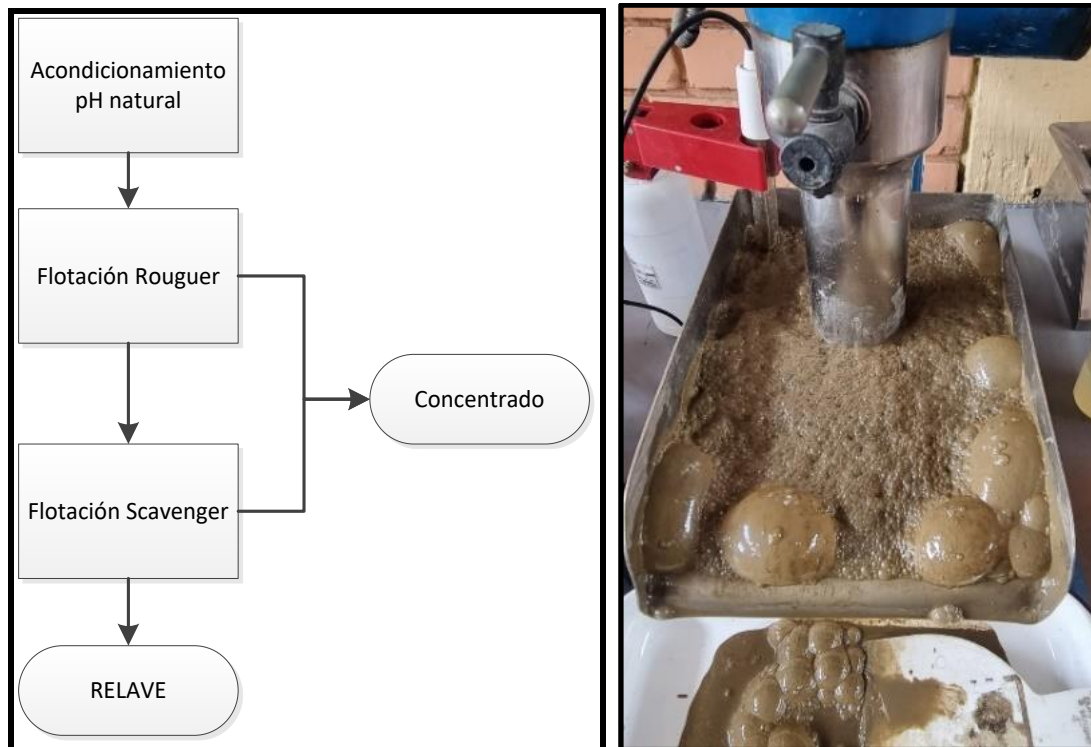 Acondicionamiento
pH natural
Flotación Rouguer
Concentrado
Flotación Scavenger
RELAVE